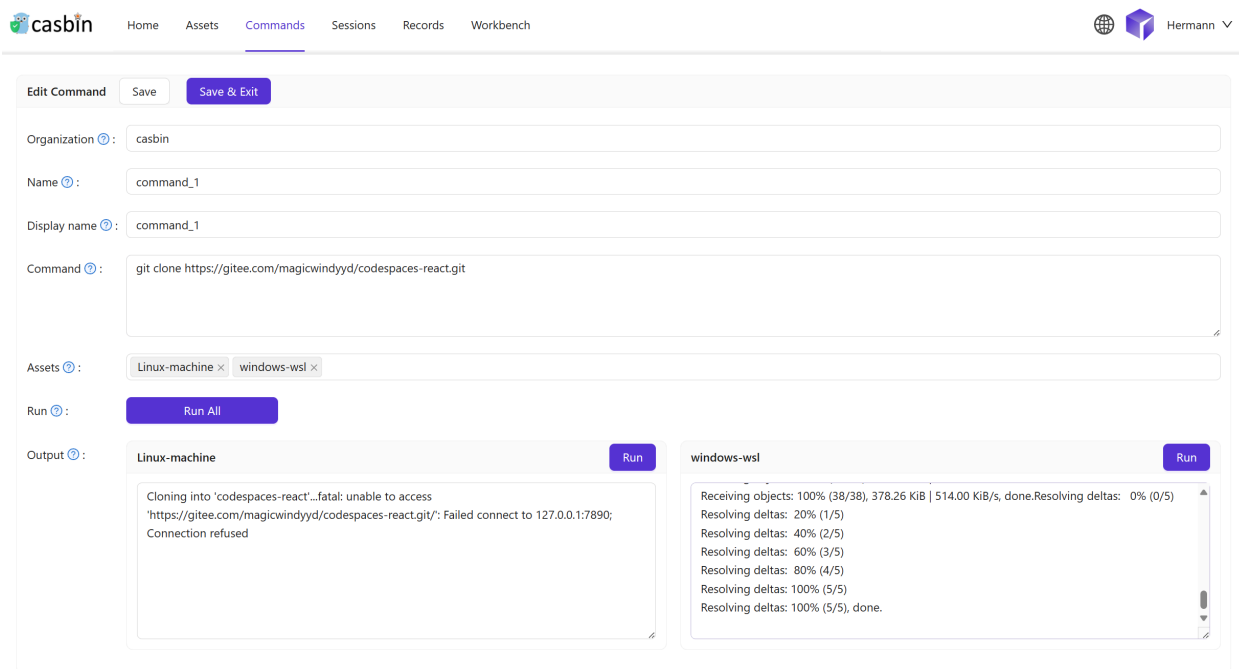 casbin
Home Assets Commands Sessions Records Workbench
Hermann
Edit Command Save Save & Exit
Organization ? :
casbin
Name ? :
command_1
Display name ? :
command_1
Command ? :
git clone https://gitee.com/magicwindyyd/codespaces-react.git
Assets ? :
Linux-machine × windows-wsl ×
Run ? :
Run All
Output ? :
Linux-machine
Run
Cloning into 'codespaces-react'...fatal: unable to access
'https://gitee.com/magicwindyyd/codespaces-react.git/': Failed connect to 127.0.0.1:7890;
Connection refused
windows-wsl
Run
Receiving objects: 100% (38/38), 378.26 KiB | 514.00 KiB/s, done.Resolving deltas: 0% (0/5)
Resolving deltas: 20% (1/5)
Resolving deltas: 40% (2/5)
Resolving deltas: 60% (3/5)
Resolving deltas: 80% (4/5)
Resolving deltas: 100% (5/5)
Resolving deltas: 100% (5/5), done.